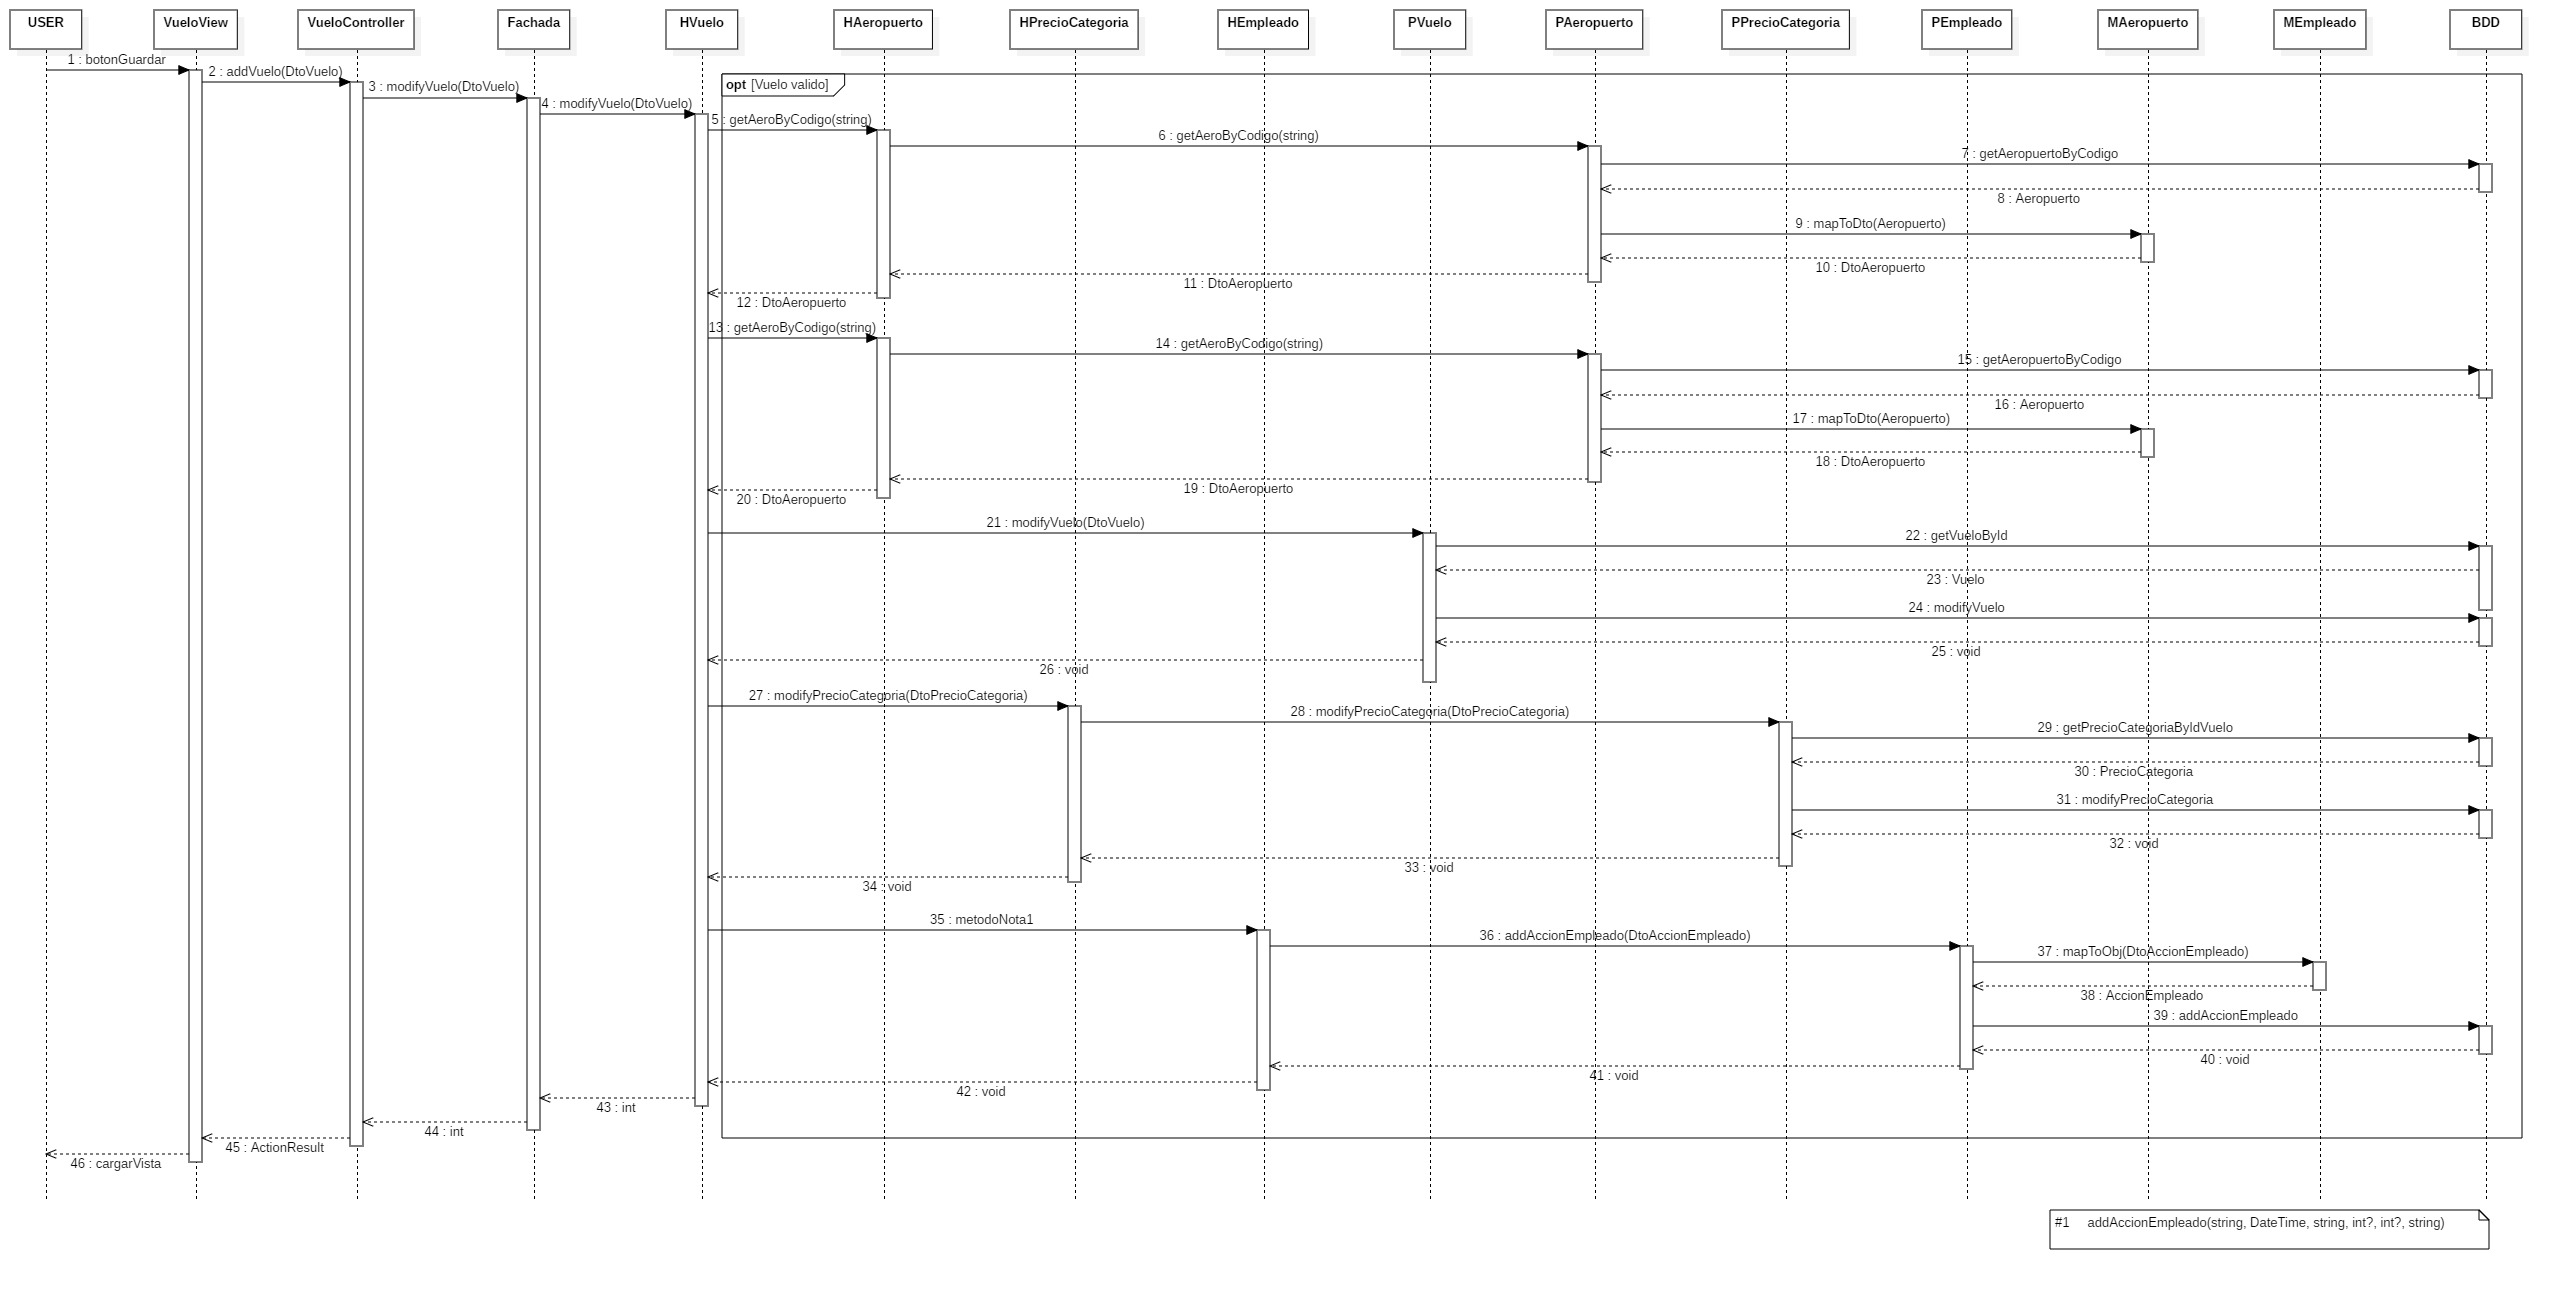 USER
VueloView
VueloController
Fachada
HVuelo
HAeropuerto
HPrecioCategoria
HEmpleado
PVuelo
PAeropuerto
PPrecioCategoria
PEmpleado
MAeropuerto
MEmpleado
BDD
1 : botonGuardar
2 : addVuelo(DtoVuelo)
opt [Vuelo valido]
3 : modifyVuelo(DtoVuelo)
4 : modifyVuelo(DtoVuelo)
5 : getAeroByCodigo(string)
6 : getAeroByCodigo(string)
7 : getAeropuertoByCodigo
8 : Aeropuerto
9 : mapToDto(Aeropuerto)
10 : DtoAeropuerto
11 : DtoAeropuerto
12 : DtoAeropuerto
13 : getAeroByCodigo(string)
14 : getAeroByCodigo(string)
15 : getAeropuertoByCodigo
16 : Aeropuerto
17 : mapToDto(Aeropuerto)
18 : DtoAeropuerto
19 : DtoAeropuerto
20 : DtoAeropuerto
21 : modifyVuelo(DtoVuelo)
22 : getVueloById
23 : Vuelo
24 : modifyVuelo
25 : void
26 : void
27 : modifyPrecioCategoria(DtoPrecioCategoria)
28 : modifyPrecioCategoria(DtoPrecioCategoria)
29 : getPrecioCategoriaByIdVuelo
30 : PrecioCategoria
31 : modifyPrecioCategoria
32 : void
33 : void
34 : void
35 : metodoNota1
36 : addAccionEmpleado(DtoAccionEmpleado)
37 : mapToObj(DtoAccionEmpleado)
38 : AccionEmpleado
39 : addAccionEmpleado
40 : void
41 : void
42 : void
43 : int
44 : int
45 : ActionResult
46 : cargarVista
#1 addAccionEmpleado(string, DateTime, string, int?, int?, string)